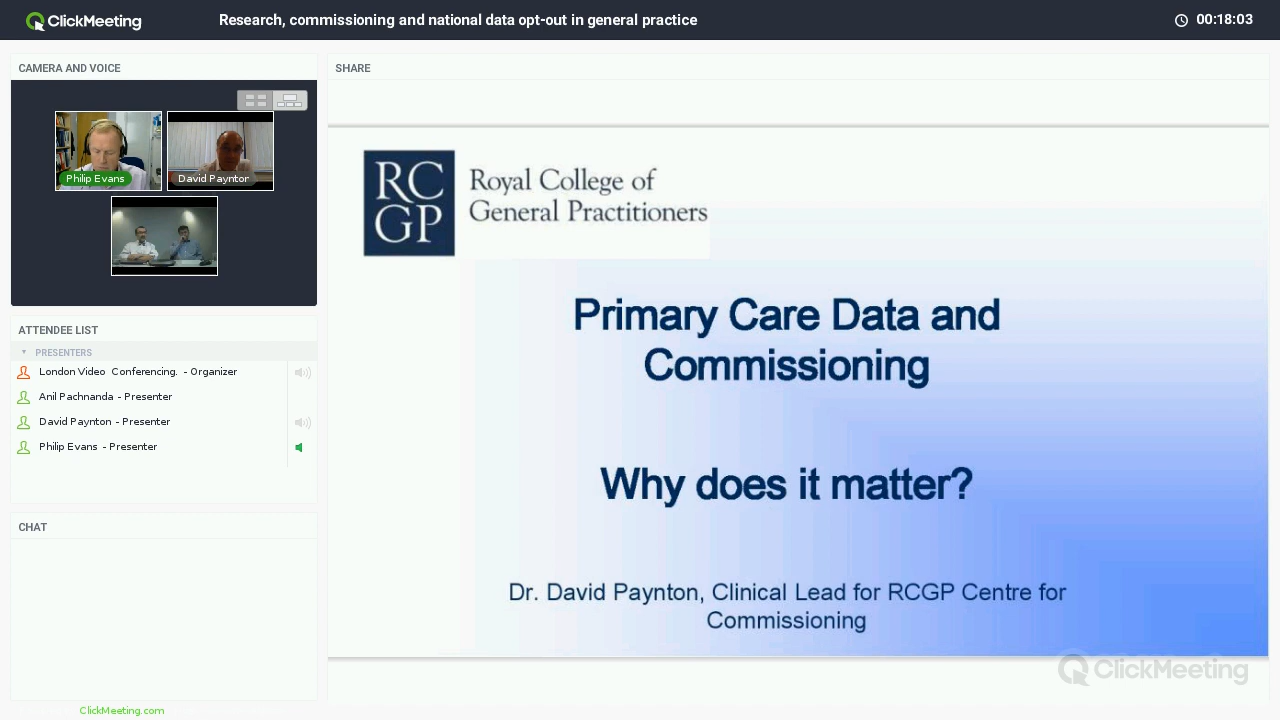 ClickMeeting
Research, commissioning and national data opt-out in general practice
00:18:03
CAMERA AND VOICE
Philip Evans
David Paynton
ATTENDEE LIST
PRESENTERS
London Video Conferencing. - Organizer
Anil Pachnanda - Presenter
David Paynton - Presenter
Philip Evans - Presenter
CHAT
SHARE
RC
GP
Royal College of
General Practitioners
Primary Care Data and
Commissioning
Why does it matter?
Dr. David Paynton, Clinical Lead for RCGP Centre for
Commissioning
ClickMeeting
ClickMeeting.com